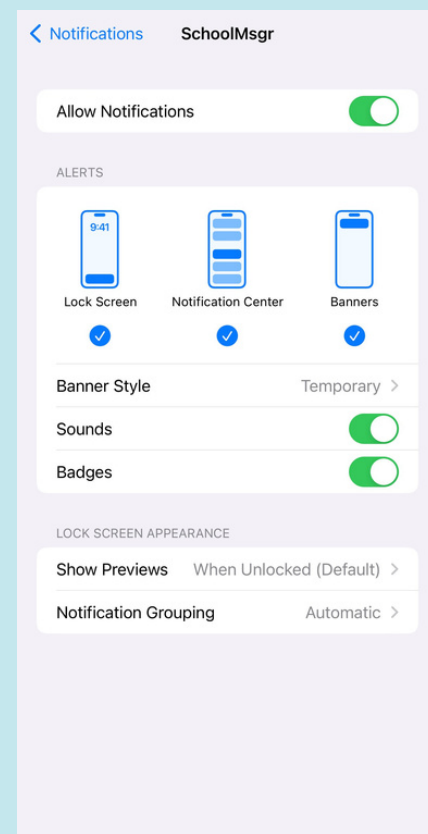 Notifications SchoolMsgr
Allow Notifications
ALERTS
9:41
Lock Screen Notification Center Banners
Banner Style Temporary
Sounds
Badges
LOCK SCREEN APPEARANCE
Show Previews When Unlocked (Default)
Notification Grouping Automatic